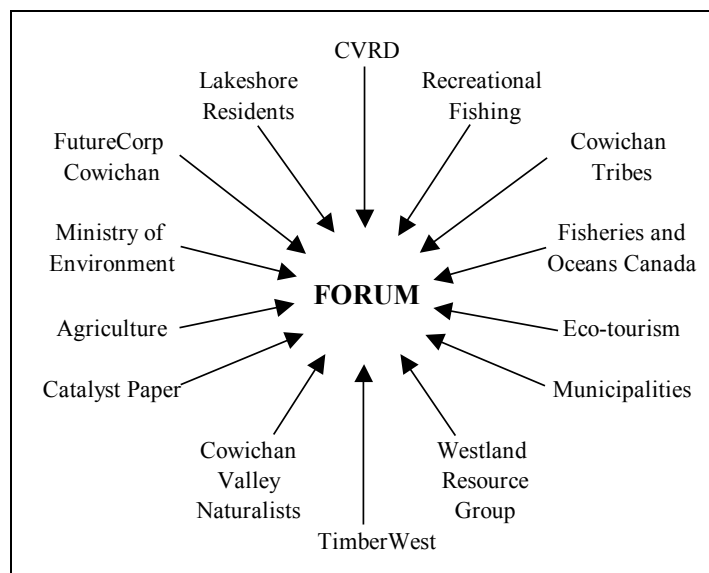 CVRD
Lakeshore
Residents
Recreational
Fishing
FutureCorp
Cowichan
Cowichan
Tribes
Ministry of
Environment
Fisheries and
Oceans Canada
FORUM
Agriculture
Eco-tourism
Catalyst Paper
Municipalities
Cowichan
Valley
Naturalists
Westland
Resource
Group
TimberWest